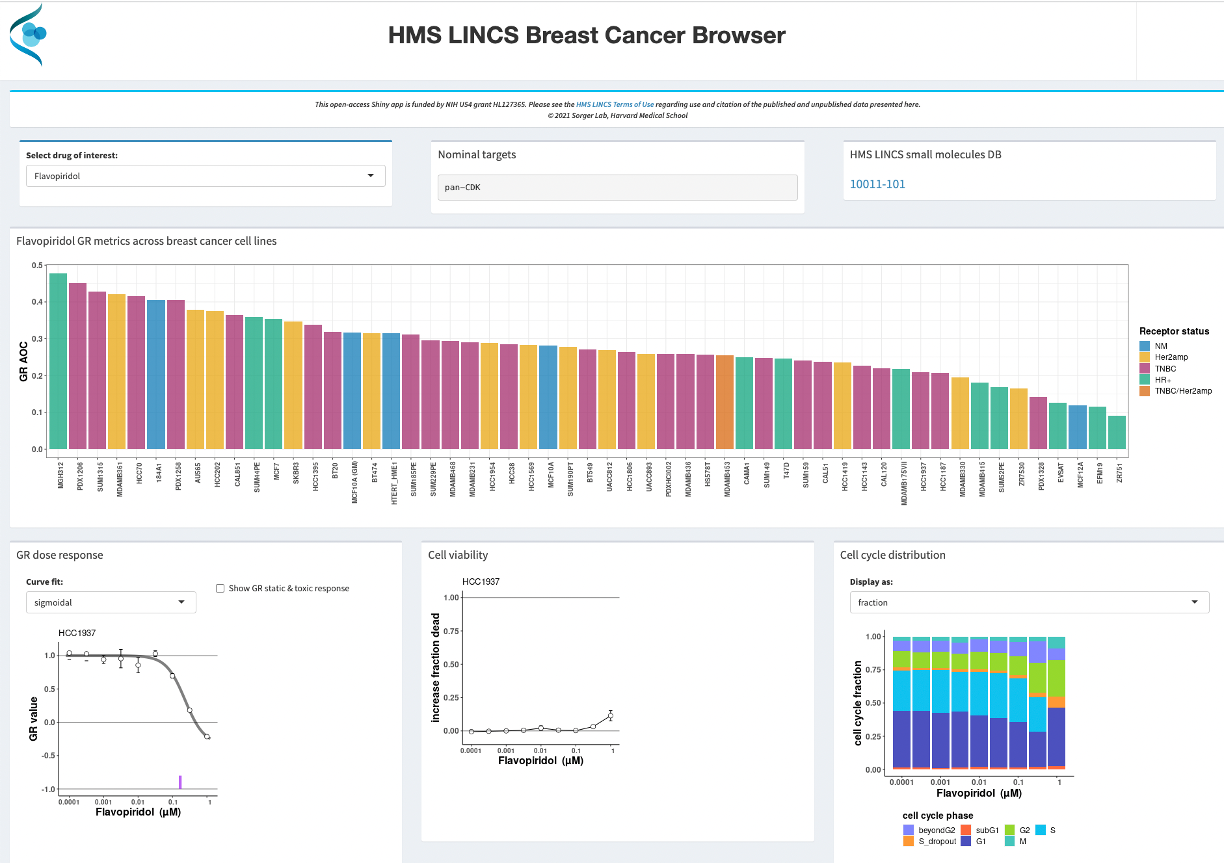 HMS LINCS Breast Cancer Browser
This open-access Shiny app is funded by NIH U54 grant HL127365. Please see the HMS LINCS Terms of Use regarding use and citation of the published and unpublished data presented here.
© 2021 Sorger Lab, Harvard Medical School
Select drug of interest:
Flavopiridol
Nominal targets
pan-CDK
HMS LINCS small molecules DB
10011-101
Flavopiridol GR metrics across breast cancer cell lines
GR AOC
0.5
0.4
0.3
0.2
0.1
0.0
MGH312 PDX1206 SUM1315 MDAMB361 HCC70 184A1 PDX1258 AU565 HCC202 CAL851 SUM44PE MCF7 SKBR3 HCC1395 BT20 MCF10A (GM) BT474 HTERT_HME1 SUM185PE SUM229PE MDAMB468 MDAMB231 HCC1954 HCC38 HCC1569 MCF10A SUM190PT BT549 UACC812 HCC1806 UACC893 PDXHCI002 MDAMB436 HS578T MDAMB453 CAMA1 SUM149 T47D SUM159 CAL51 HCC1419 HCC1143 CAL120 MDAMB175VII HCC1937 HCC1187 MDAMB330 MDAMB415 SUM52PE ZR7530 PDX1328 EVSAT MCF12A EFM19 ZR751
Receptor status
NM
Her2amp
TNBC
HR+
TNBC/Her2amp
GR dose response
Curve fit:
sigmoidal
Show GR static & toxic response
HCC1937
GR value
1.0
0.5
0.0
-0.5
-1.0
0.0001 0.001 0.01 0.1 1
Flavopiridol (µM)
Cell viability
HCC1937
increase fraction dead
1.00
0.75
0.50
0.25
0.00
0.0001 0.001 0.01 0.1 1
Flavopiridol (µM)
Cell cycle distribution
Display as:
fraction
cell cycle fraction
1.00
0.75
0.50
0.25
0.00
0.0001 0.001 0.01 0.1 1
Flavopiridol (µM)
cell cycle phase
beyondG2 subG1 G2 S
S_dropout G1 M